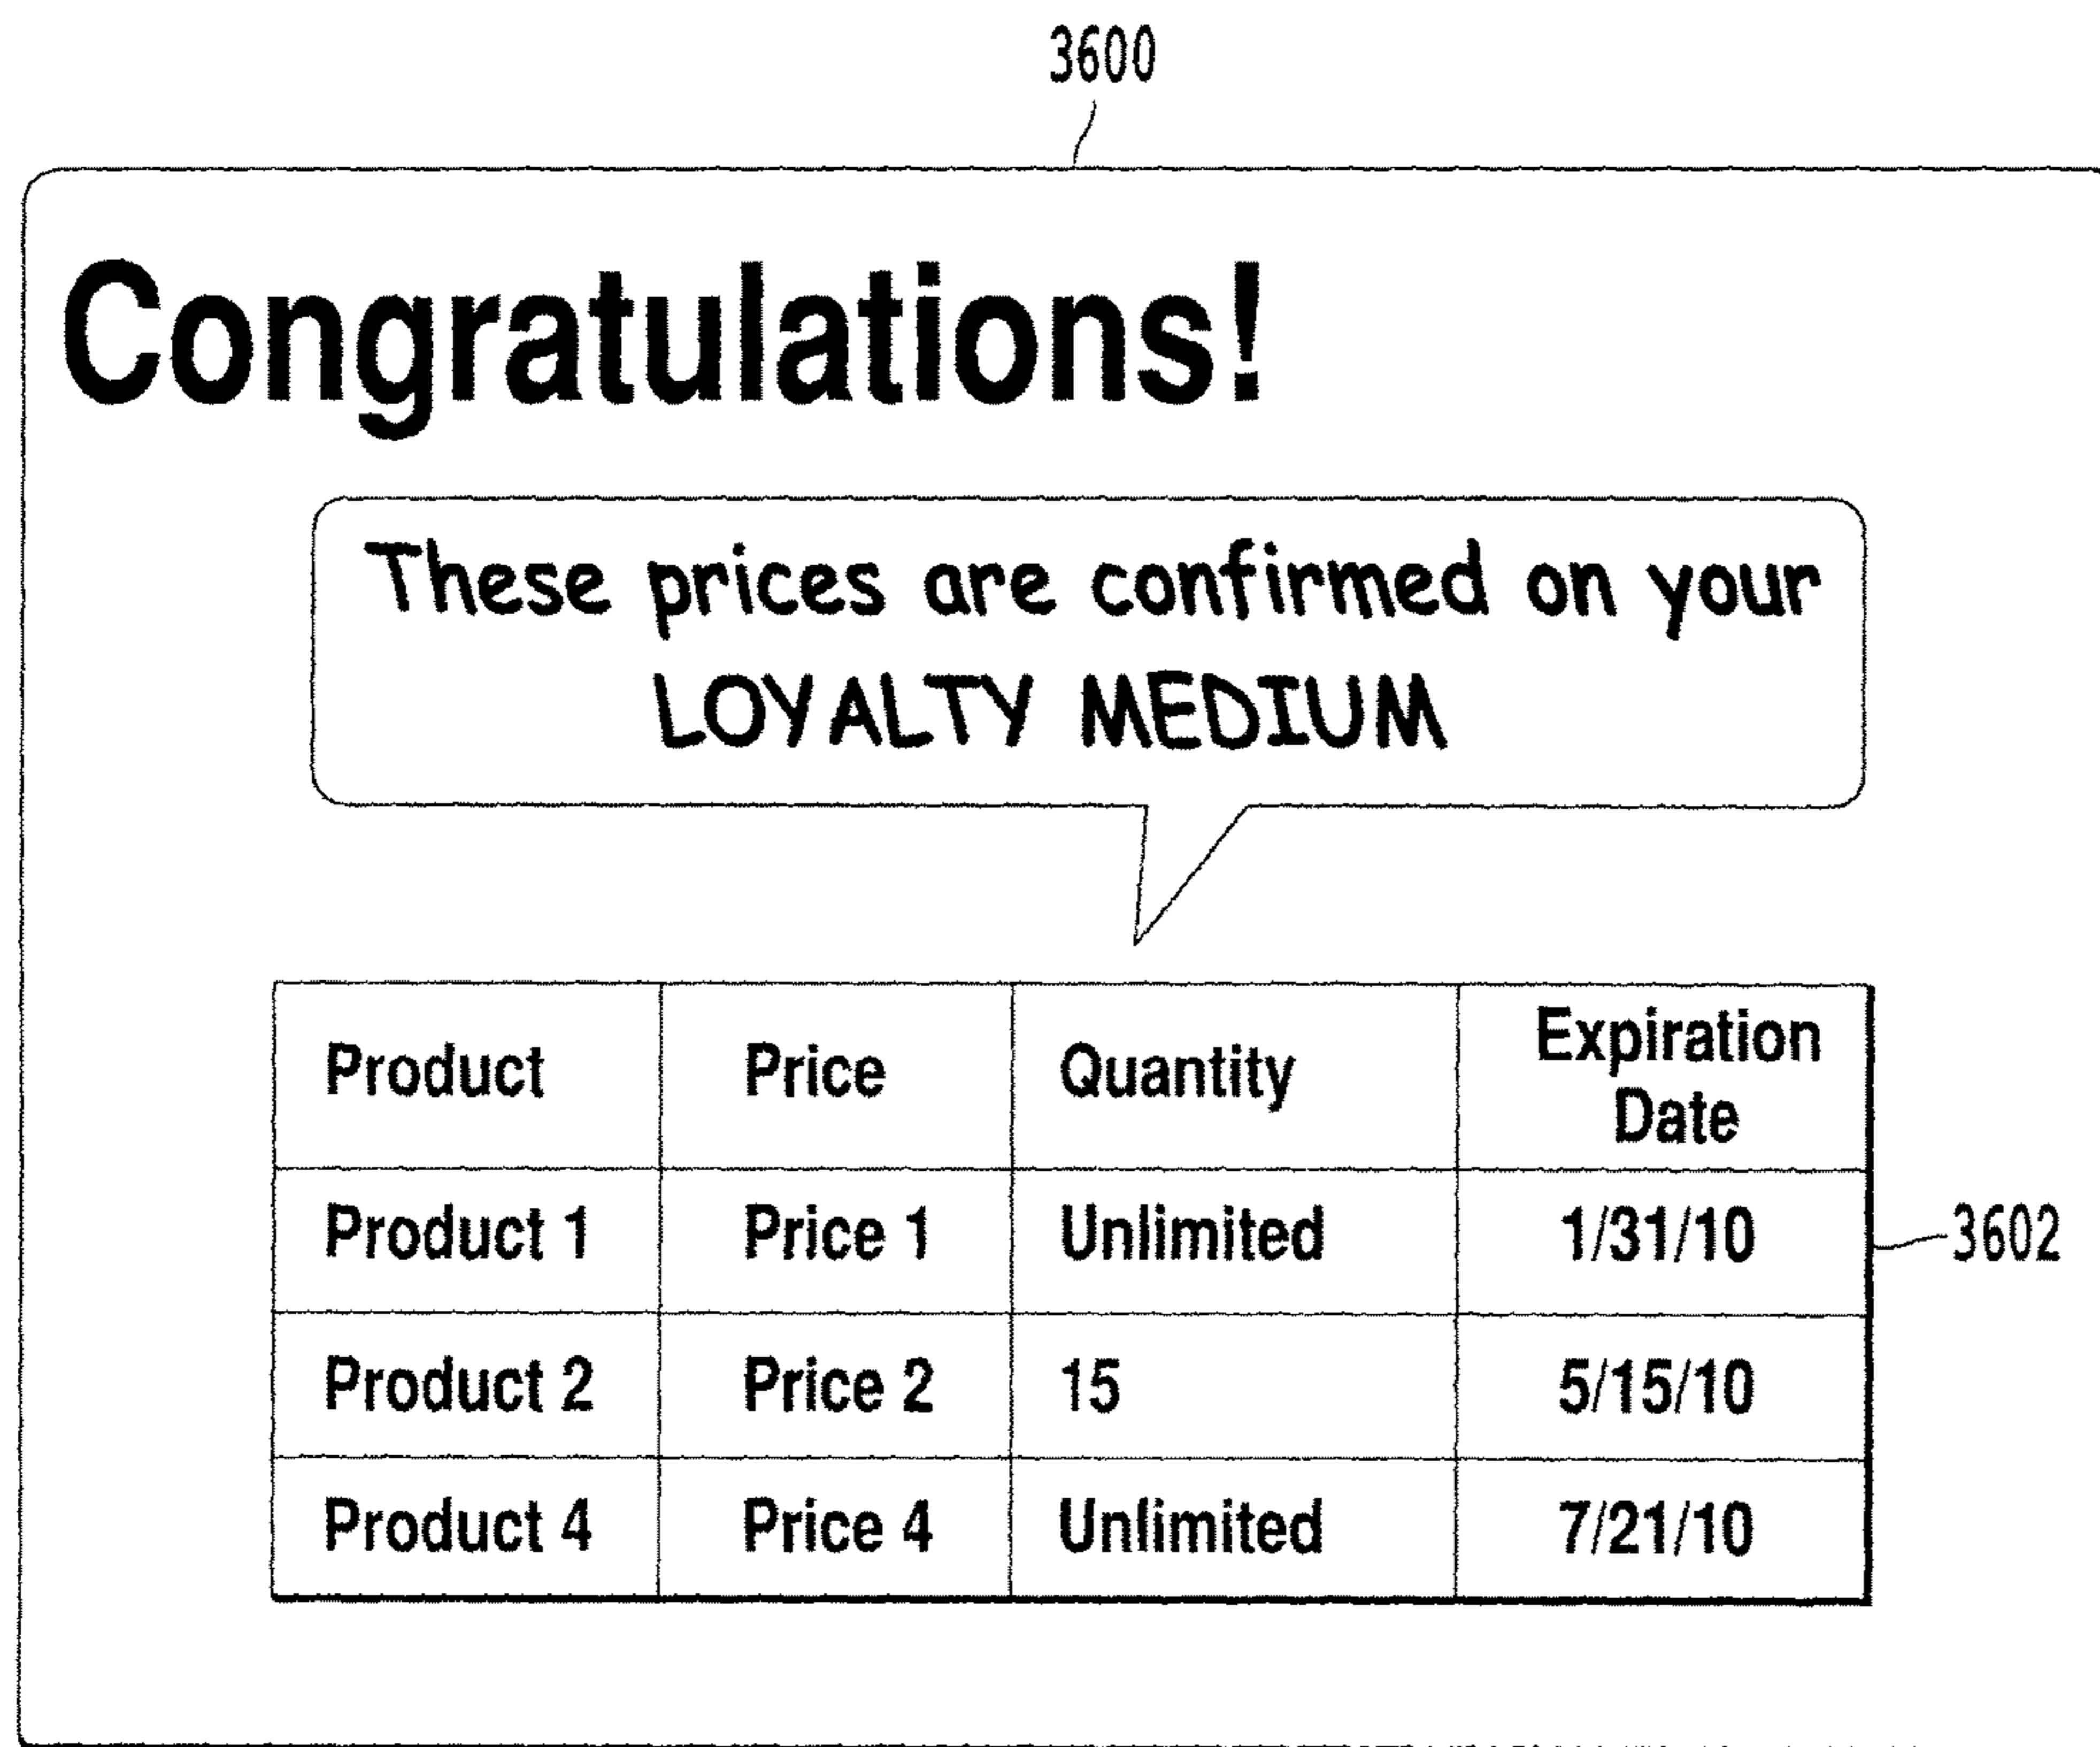 3600
Congratulations!
These prices are confirmed on your
LOYALTY MEDIUM
Product Price Quantity Expiration Date
Product 1 Price 1 Unlimited 1/31/10
3602
Product 2 Price 2 15 5/15/10
Product 4 Price 4 Unlimited 7/21/10